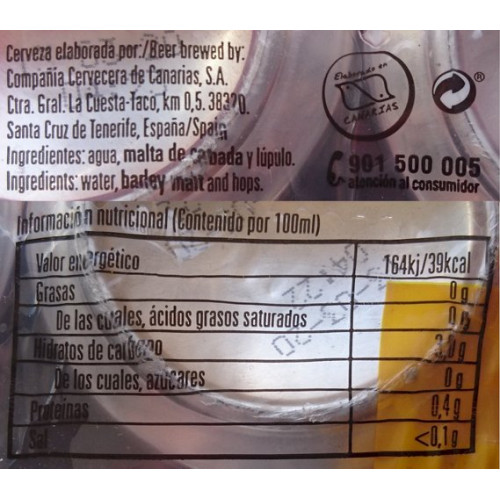 Cerveza elaborada por:/Beer brewed by:
Compañía Cervecera de Canarias, S.A.
Ctra. Gral. La Cuesta-Taco, km 0,5. 38320.
Santa Cruz de Tenerife, España/Spain
Ingredientes: agua, malta de cebada y lúpulo.
Ingredients: water, barley malt and hops.
Elaborado en
CANARIAS
901 500 005
atención al consumidor
Información nutricional (Contenido por 100ml)
Valor energético 164kj/39kcal
Grasas 0g
De las cuales, ácidos grasos saturados 0g
Hidratos de carbono 3,0g
De los cuales, azúcares 0g
Proteínas 0,4g
Sal <0,1g